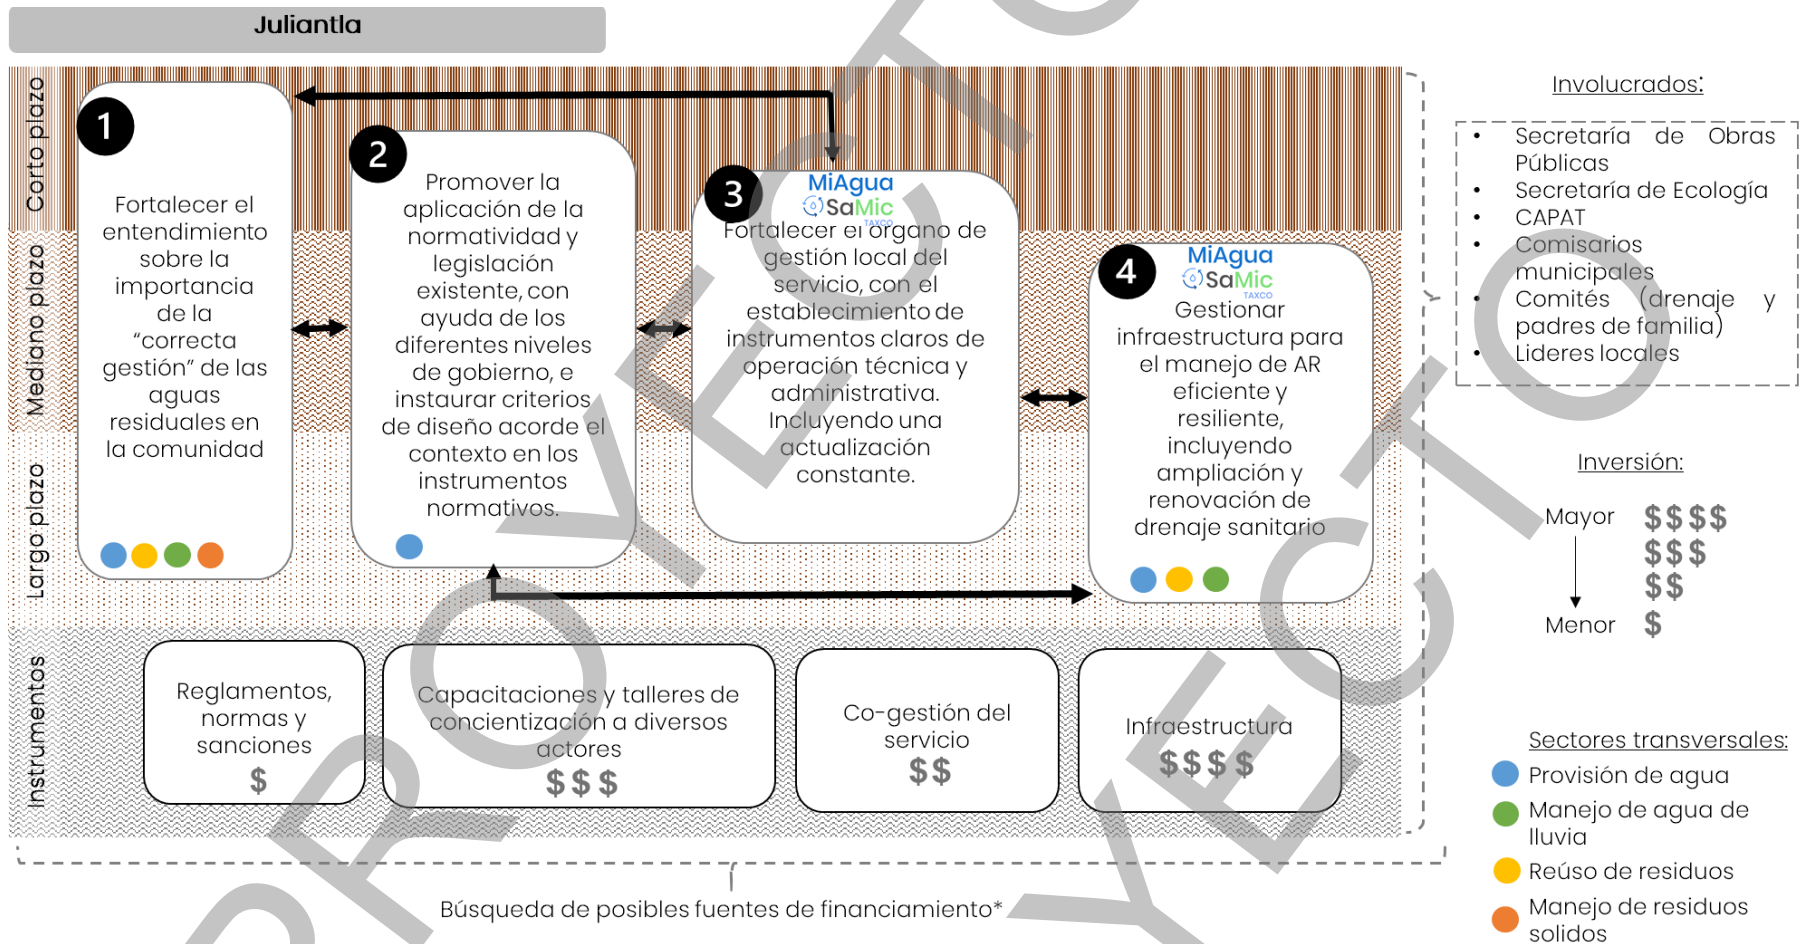 Juliantla
Corto plazo
Mediano plazo
Largo plazo
Instrumentos
1
Fortalecer el
entendimiento
sobre la
importancia
de la
“correcta
gestión” de las
aguas
residuales en
la comunidad
2
Promover la
aplicación de la
normatividad y
legislación
existente, con
ayuda de los
diferentes niveles
de gobierno, e
instaurar criterios
de diseño acorde el
contexto en los
instrumentos
normativos.
3
MiAgua
SaMic
TAXCO
Fortalecer el órgano de
gestión local del
servicio, con el
establecimiento de
instrumentos claros de
operación técnica y
administrativa.
Incluyendo una
actualización
constante.
4
MiAgua
SaMic
TAXCO
Gestionar
infraestructura para
el manejo de AR
eficiente y
resiliente,
incluyendo
ampliación y
renovación de
drenaje sanitario
Reglamentos,
normas y
sanciones
$
Capacitaciones y talleres de
concientización a diversos
actores
$$$
Co-gestión del
servicio
$$
Infraestructura
$$$$
Búsqueda de posibles fuentes de financiamiento*
Involucrados:
• Secretaría de Obras
Públicas
• Secretaría de Ecología
• CAPAT
• Comisarios
municipales
• Comités (drenaje y
padres de familia)
• Lideres locales
Inversión:
Mayor $$$$
$$$
$$
Menor $
Sectores transversales:
Provisión de agua
Manejo de agua de
lluvia
Reúso de residuos
Manejo de residuos
solidos
PROYECTO
PROYECTO